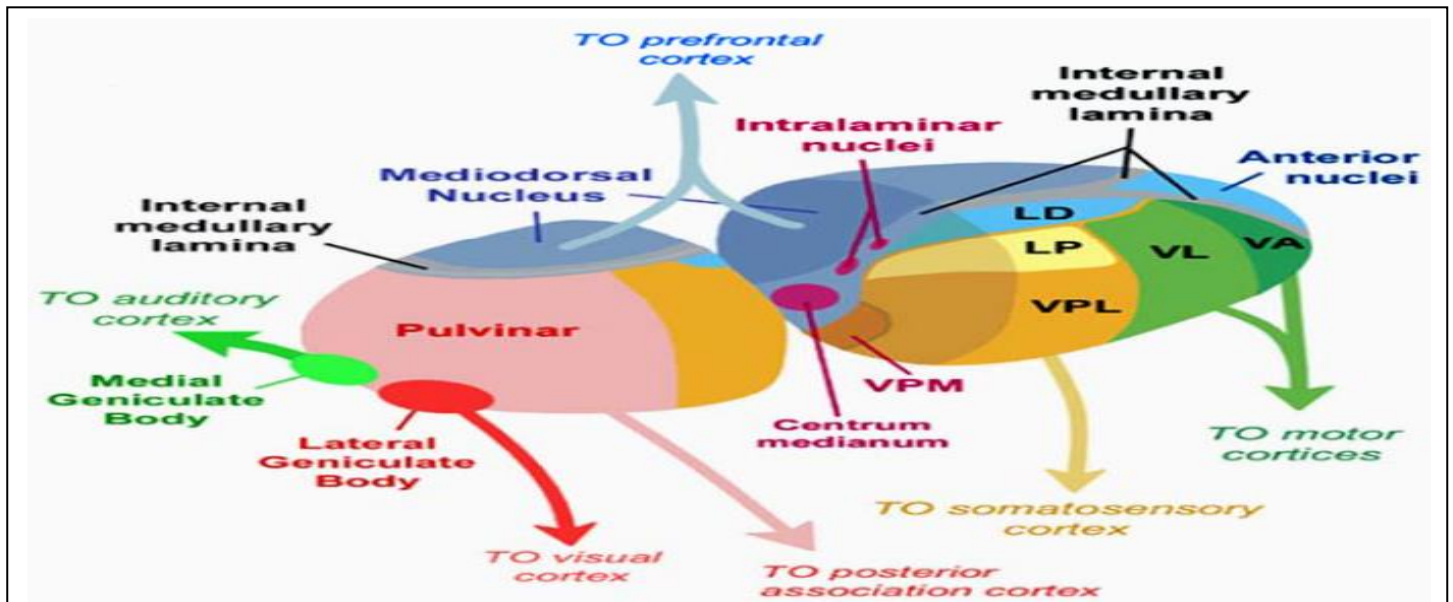 TO prefrontal
cortex
Internal
medullary
lamina
Intralaminar
nuclei
Anterior
nuclei
Mediodorsal
Nucleus
Internal
medullary
lamina
LD
LP
VL
VA
VPL
TO auditory
cortex
Pulvinar
Medial
Geniculate
Body
VPM
Centrum
medianum
Lateral
Geniculate
Body
TO motor
cortices
TO somatosensory
cortex
TO visual
cortex
TO posterior
association cortex